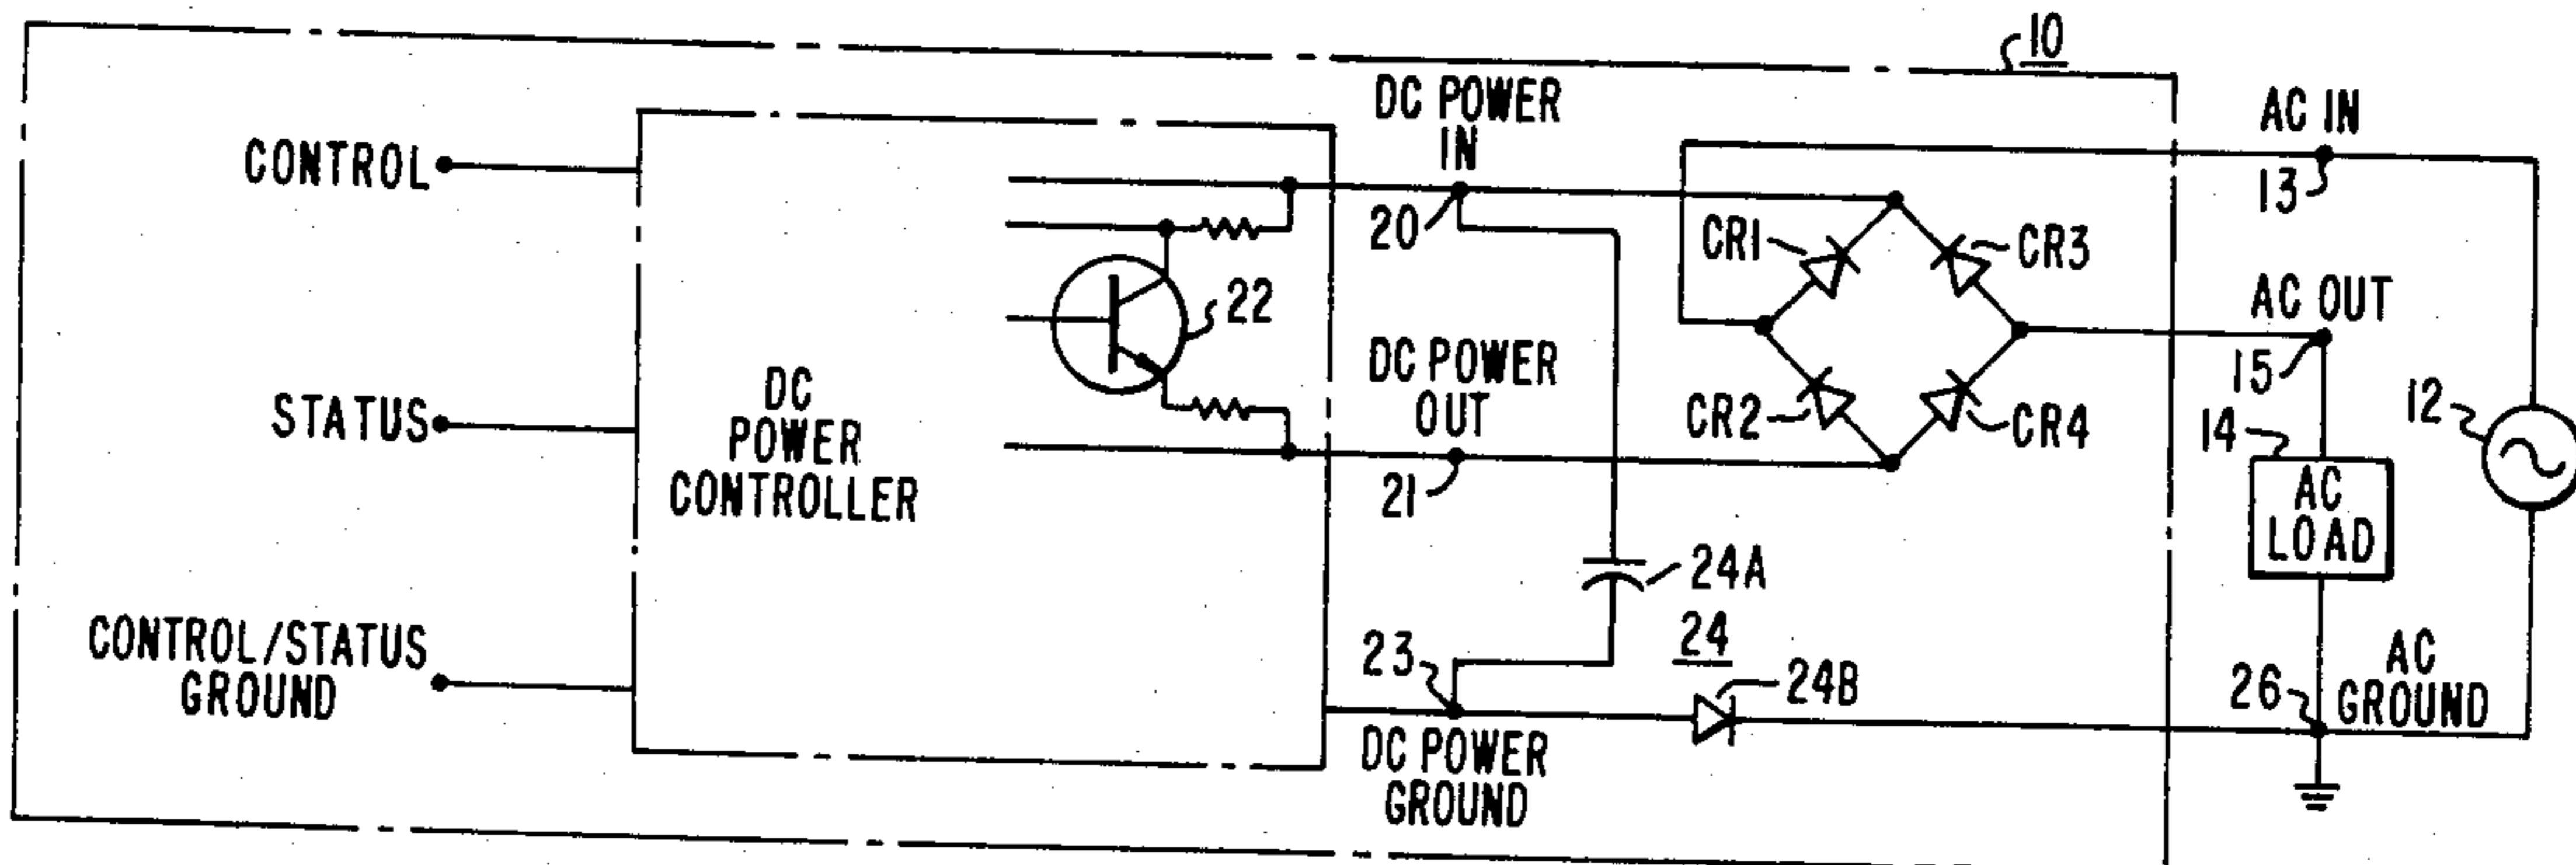 10
DC POWER
IN
AC IN
CONTROL
13
20
CR1
CR3
22
AC OUT
DC POWER
OUT
15
DC
POWER
CONTROLLER
STATUS
CR2
CR4
12
14
21
AC
LOAD
24A
CONTROL/STATUS
GROUND
23
24
24B
26
AC
GROUND
DC POWER
GROUND